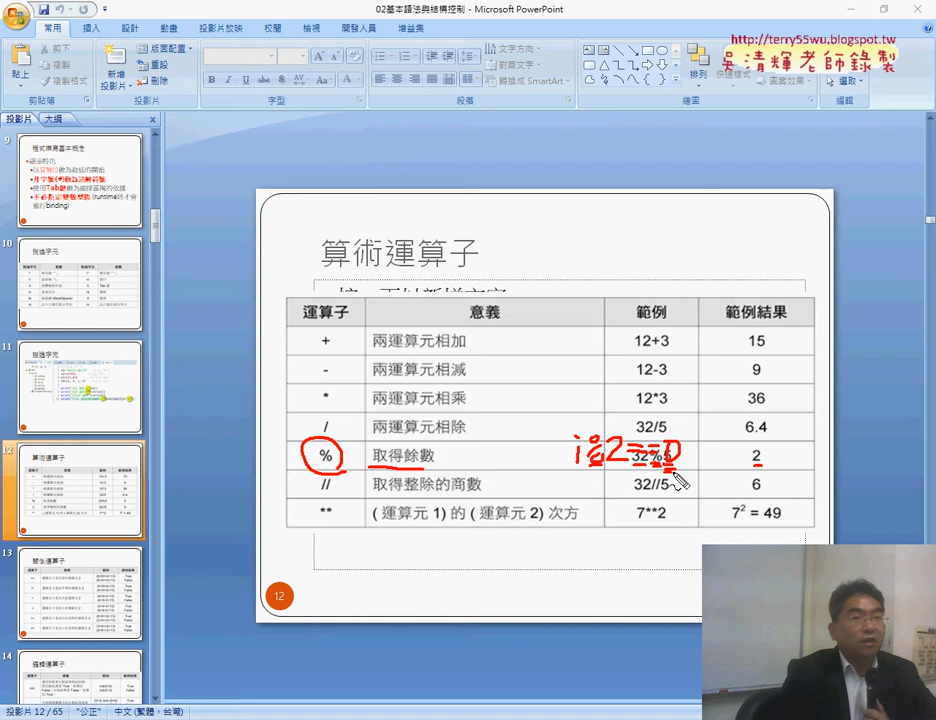 02基本語法與結構控制 - Microsoft PowerPoint
常用 插入 設計 動畫 投影片放映 校閱 檢視 開發人員 增益集
http://terry55wu.blogspot.tw
吳清輝老師錄製
貼上 剪下 複製 複製格式
新增 投影片 版面配置 重設 刪除
文字方向 對齊文字 轉換成 SmartArt
排列 快速樣式 圖案效果 選取
剪貼簿 投影片 字型 段落 繪圖 編輯
投影片 大綱
9
程式撰寫基本概念
10
脫逸字元
11
脫逸字元
12
算術運算子
13
關係運算子
14
邏輯運算子
算術運算子
運算子 意義 範例 範例結果
+ 兩運算元相加 12+3 15
- 兩運算元相減 12-3 9
* 兩運算元相乘 12*3 36
/ 兩運算元相除 32/5 6.4
% 取得餘數 32%5 2
i%2==0
// 取得整除的商數 32//5 6
** ( 運算元 1) 的 ( 運算元 2) 次方 7**2 7² = 49
12
投影片 12 / 65 "公正" 中文 (繁體，台灣)